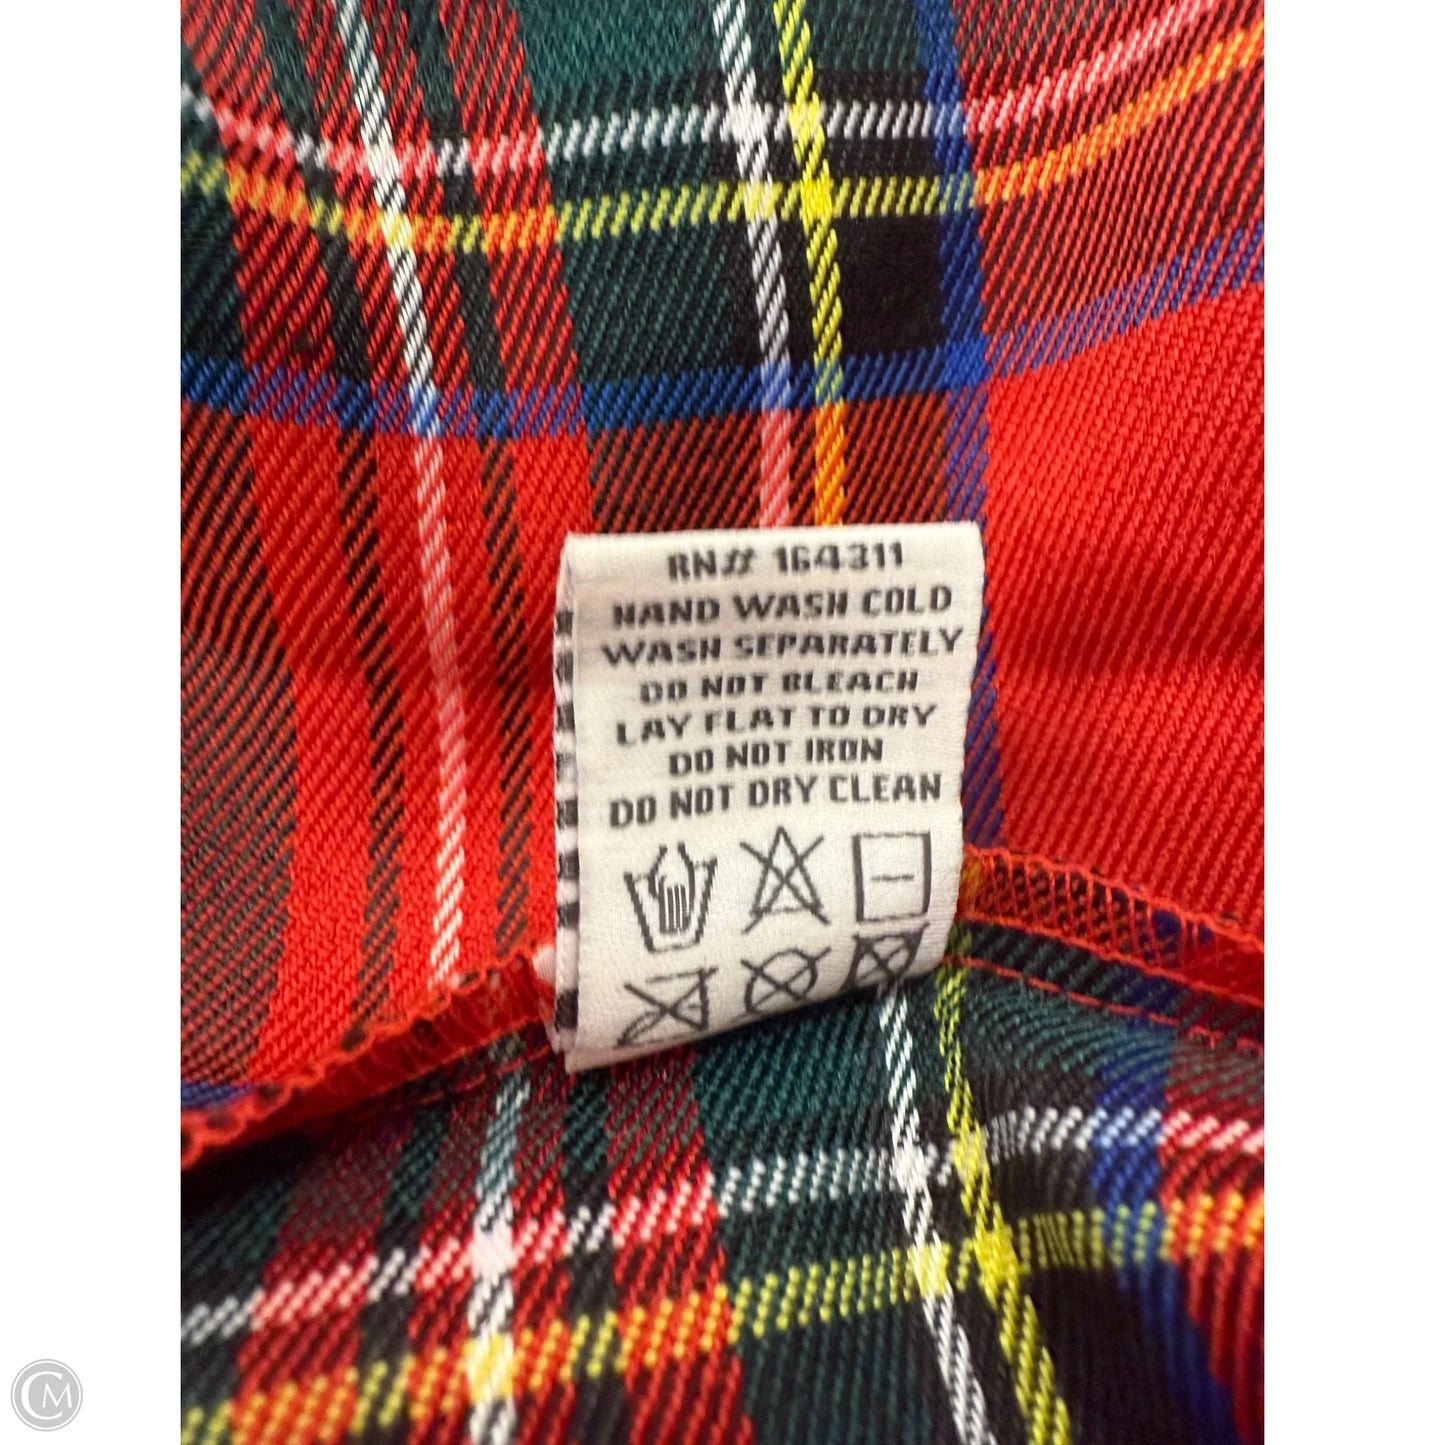 RN# 164311
HAND WASH COLD
WASH SEPARATELY
DO NOT BLEACH
LAY FLAT TO DRY
DO NOT IRON
DO NOT DRY CLEAN
CM